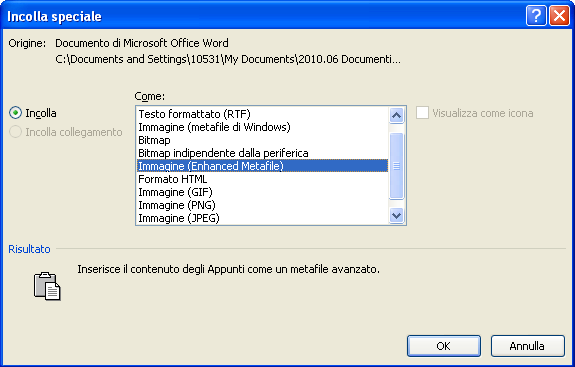 Incolla speciale
Origine: Documento di Microsoft Office Word
C:\Documents and Settings\10531\My Documents\2010.06 Documenti...
Come:
Incolla
Incolla collegamento
Testo formattato (RTF)
Immagine (metafile di Windows)
Bitmap
Bitmap indipendente dalla periferica
Immagine (Enhanced Metafile)
Formato HTML
Immagine (GIF)
Immagine (PNG)
Immagine (JPEG)
Visualizza come icona
Risultato
Inserisce il contenuto degli Appunti come un metafile avanzato.
OK
Annulla